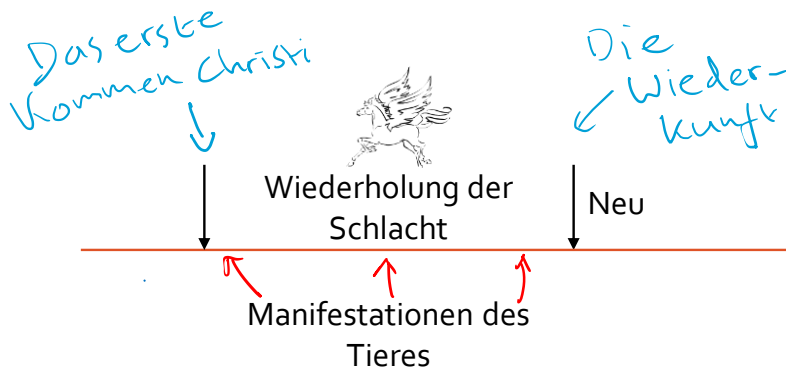 Das erste
Kommen Christi
Die
Wieder-
kunft
Wiederholung der
Schlacht
Neu
Manifestationen des
Tieres